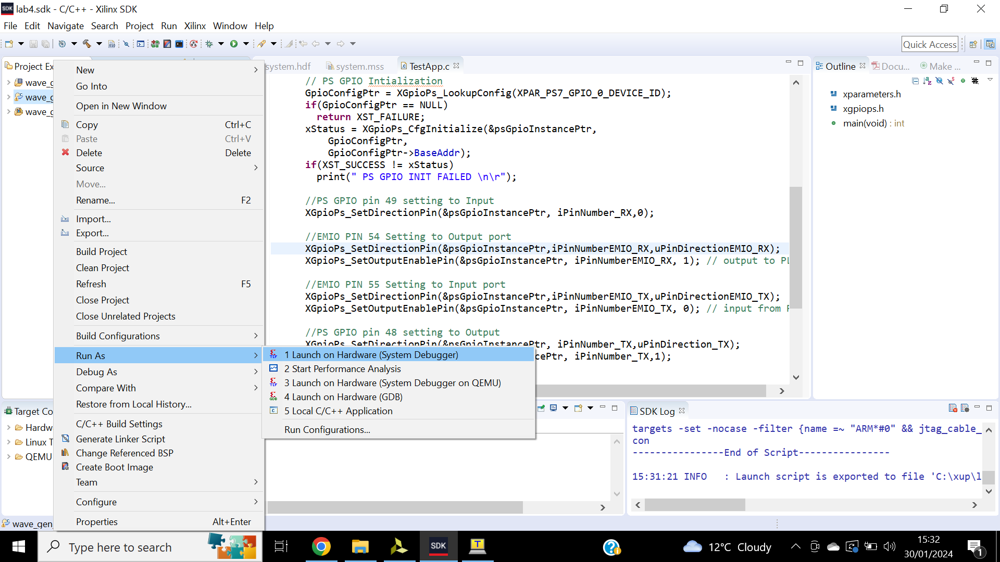 SDK lab4.sdk - C/C++ - Xilinx SDK
File Edit Navigate Search Project Run Xilinx Window Help
Quick Access
Project Ex
wave_g
wave_g
wave_g
New
Go Into
Open in New Window
Copy Ctrl+C
Paste Ctrl+V
Delete Delete
Source
Move...
Rename... F2
Import...
Export...
Build Project
Clean Project
Refresh F5
Close Project
Close Unrelated Projects
Build Configurations
Run As
Debug As
Compare With
Restore from Local History...
C/C++ Build Settings
Generate Linker Script
Change Referenced BSP
Create Boot Image
Team
Configure
Properties Alt+Enter
1 Launch on Hardware (System Debugger)
2 Start Performance Analysis
3 Launch on Hardware (System Debugger on QEMU)
4 Launch on Hardware (GDB)
5 Local C/C++ Application
Run Configurations...
system.hdf system.mss TestApp.c
// PS GPIO Intialization
GpioConfigPtr = XGpioPs_LookupConfig(XPAR_PS7_GPIO_0_DEVICE_ID);
if(GpioConfigPtr == NULL)
return XST_FAILURE;
xStatus = XGpioPs_CfgInitialize(&psGpioInstancePtr,
GpioConfigPtr,
GpioConfigPtr->BaseAddr);
if(XST_SUCCESS != xStatus)
print(" PS GPIO INIT FAILED \n\r");
//PS GPIO pin 49 setting to Input
XGpioPs_SetDirectionPin(&psGpioInstancePtr, iPinNumber_RX,0);
//EMIO PIN 54 Setting to Output port
XGpioPs_SetDirectionPin(&psGpioInstancePtr,iPinNumberEMIO_RX,uPinDirectionEMIO_RX);
XGpioPs_SetOutputEnablePin(&psGpioInstancePtr, iPinNumberEMIO_RX, 1); // output to PL
//EMIO PIN 55 Setting to Input port
XGpioPs_SetDirectionPin(&psGpioInstancePtr,iPinNumberEMIO_TX,uPinDirectionEMIO_TX);
XGpioPs_SetOutputEnablePin(&psGpioInstancePtr, iPinNumberEMIO_TX, 0); // input from P
//PS GPIO pin 48 setting to Output
XGpioPs_SetDirectionPin(&psGpioInstancePtr, iPinNumber_TX,uPinDirection_TX);
cePtr, iPinNumber_TX,1);
Outline Docu... Make ...
xparameters.h
xgpiops.h
main(void) : int
Target Co
Hardw
Linux T
QEMU
SDK Log
targets -set -nocase -filter {name =~ "ARM*#0" && jtag_cable_
con
----------------End of Script----------------
15:31:21 INFO : Launch script is exported to file 'C:\xup\l
wave_gen
Type here to search
SDK
12°C Cloudy
15:32
30/01/2024
1